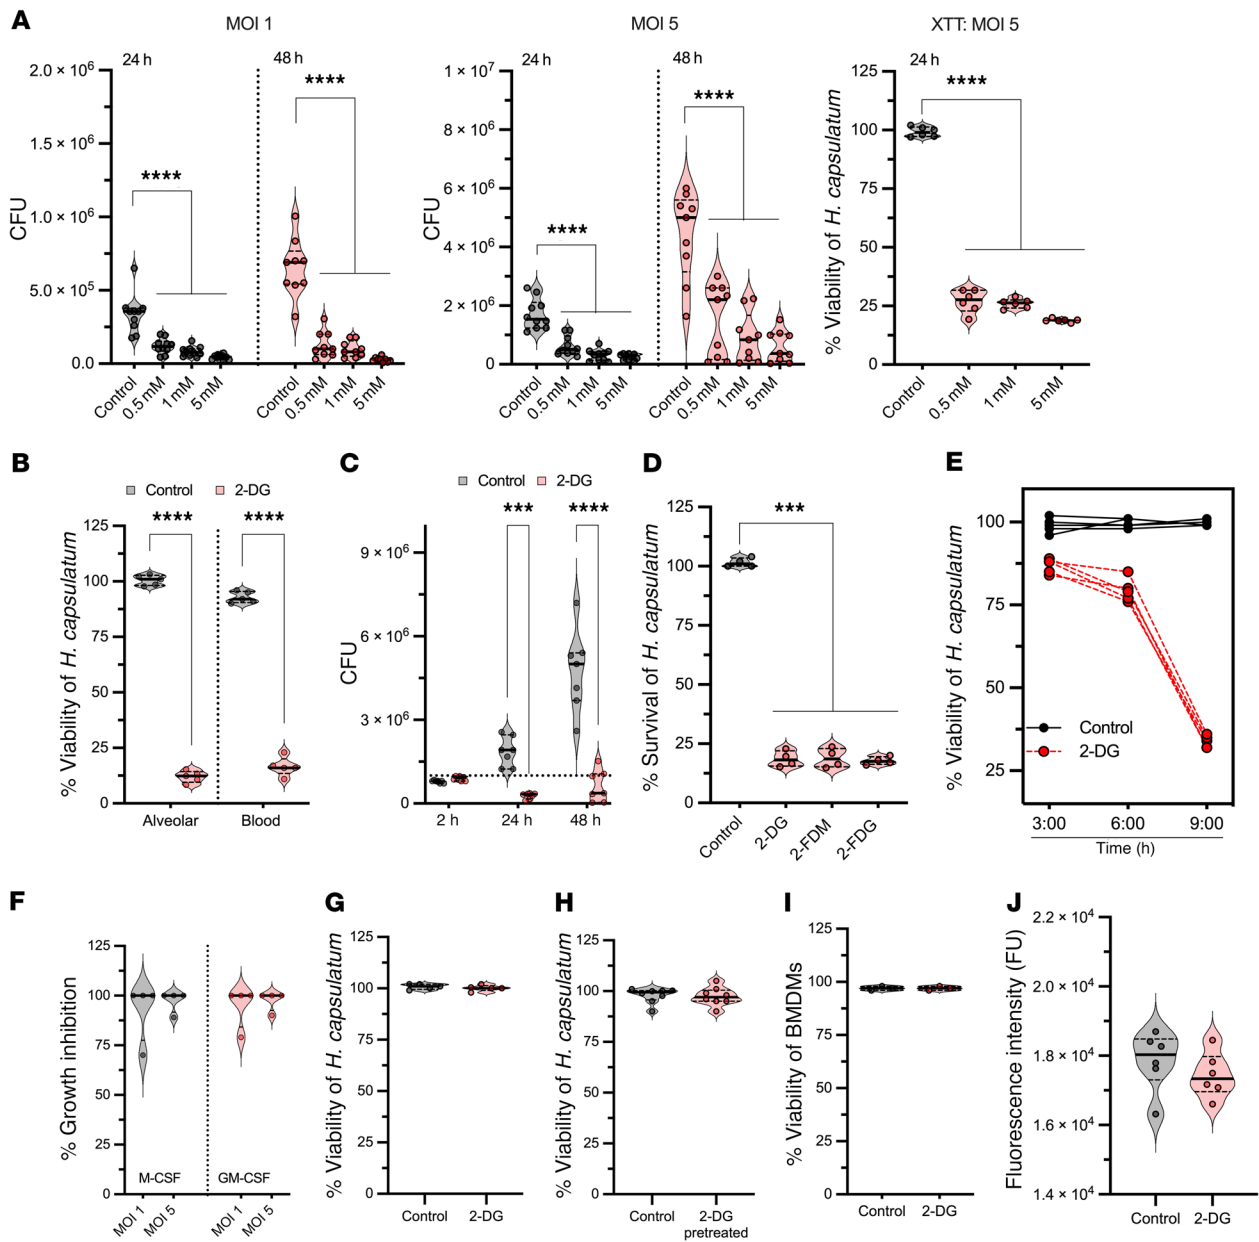 A
MOI 1
MOI 5
XTT: MOI 5
24 h
48 h
24 h
48 h
24 h
CFU
2.0 × 10⁶
1.5 × 10⁶
1.0 × 10⁶
5.0 × 10⁵
0.0
****
****
Control
0.5 mM
1 mM
5 mM
Control
0.5 mM
1 mM
5 mM
CFU
1 × 10⁷
8 × 10⁶
6 × 10⁶
4 × 10⁶
2 × 10⁶
0
****
****
Control
0.5 mM
1 mM
5 mM
Control
0.5 mM
1 mM
5 mM
% Viability of H. capsulatum
125
100
75
50
25
0
****
Control
0.5 mM
1 mM
5 mM
B
Control
2-DG
% Viability of H. capsulatum
125
100
75
50
25
0
****
****
Alveolar
Blood
C
Control
2-DG
CFU
9 × 10⁶
6 × 10⁶
3 × 10⁶
0
***
****
2 h
24 h
48 h
D
% Survival of H. capsulatum
125
100
75
50
25
0
***
Control
2-DG
2-FDM
2-FDG
E
% Viability of H. capsulatum
100
75
50
25
Control
2-DG
3:00
6:00
9:00
Time (h)
F
% Growth inhibition
125
100
75
50
25
0
M-CSF
GM-CSF
MOI 1
MOI 5
MOI 1
MOI 5
G
% Viability of H. capsulatum
125
100
75
50
25
0
Control
2-DG
H
% Viability of H. capsulatum
125
100
75
50
25
0
Control
2-DG
pretreated
I
% Viability of BMDMs
125
100
75
50
25
0
Control
2-DG
J
Fluorescence intensity (FU)
2.2 × 10⁴
2.0 × 10⁴
1.8 × 10⁴
1.6 × 10⁴
1.4 × 10⁴
Control
2-DG